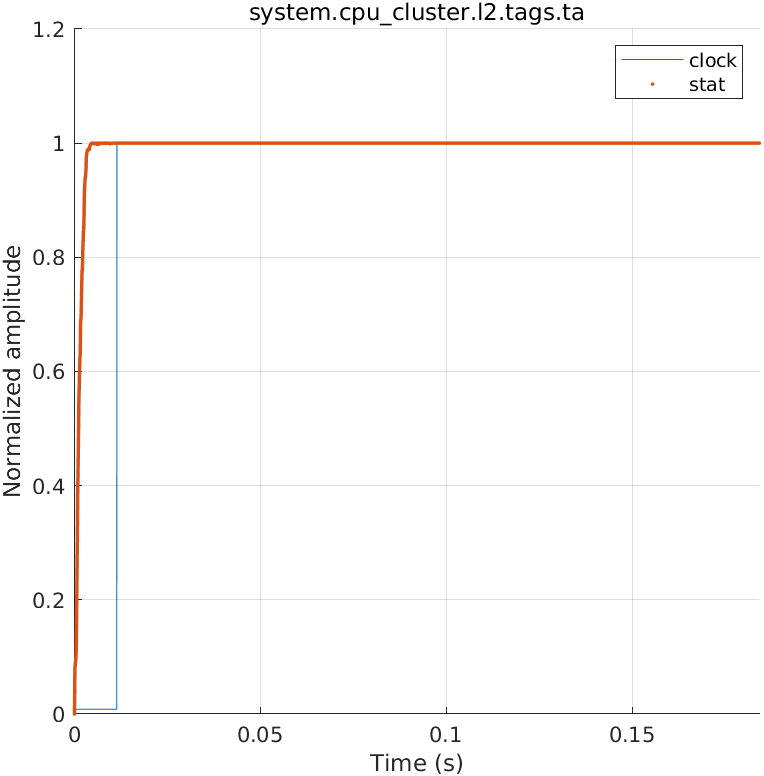 system.cpu_cluster.l2.tags.ta
1.2
1
0.8
0.6
0.4
0.2
0
Normalized amplitude
clock
stat
0
0.05
0.1
0.15
Time (s)